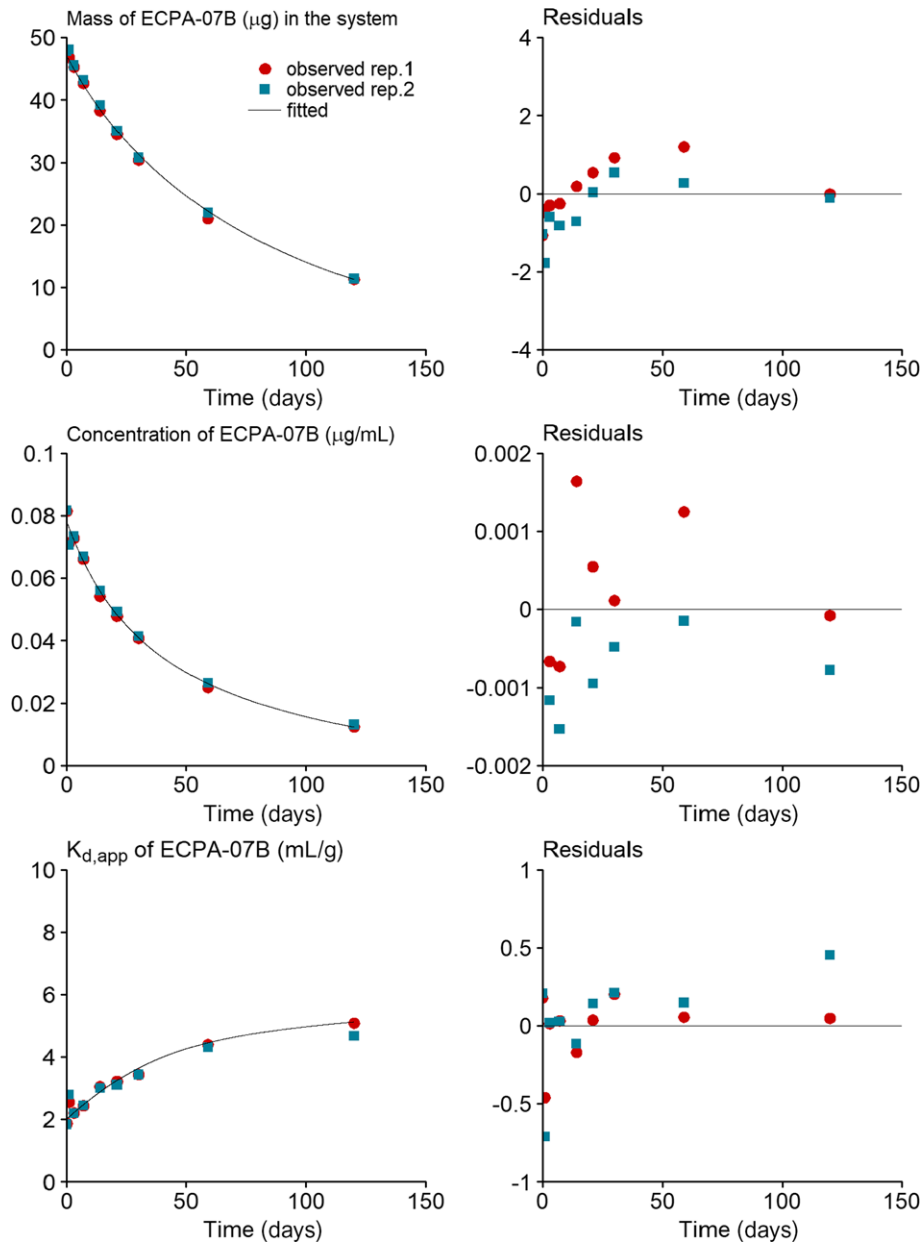 Mass of ECPA-07B (μg) in the system
50
40
30
20
10
0
0 50 100 150
Time (days)
observed rep.1
observed rep.2
fitted
Residuals
4
2
0
-2
-4
0 50 100 150
Time (days)
Concentration of ECPA-07B (μg/mL)
0.1
0.08
0.06
0.04
0.02
0
0 50 100 150
Time (days)
Residuals
0.002
0.001
0
-0.001
-0.002
0 50 100 150
Time (days)
Kd,app of ECPA-07B (mL/g)
10
8
6
4
2
0
0 50 100 150
Time (days)
Residuals
1
0.5
0
-0.5
-1
0 50 100 150
Time (days)